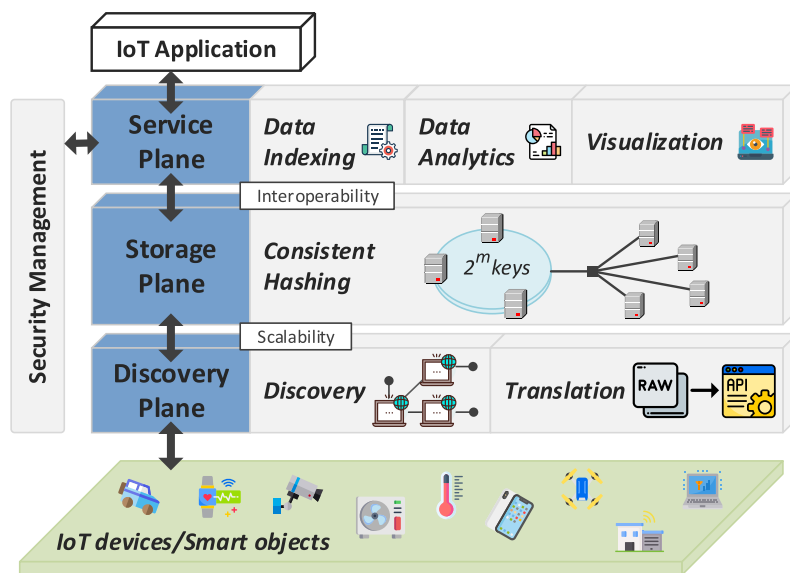 IoT Application
Security Management
Service
Plane
Data
Indexing
Data
Analytics
Visualization
Interoperability
Storage
Plane
Consistent
Hashing
2^m keys
Scalability
Discovery
Plane
Discovery
Translation
RAW
API
IoT devices/Smart objects